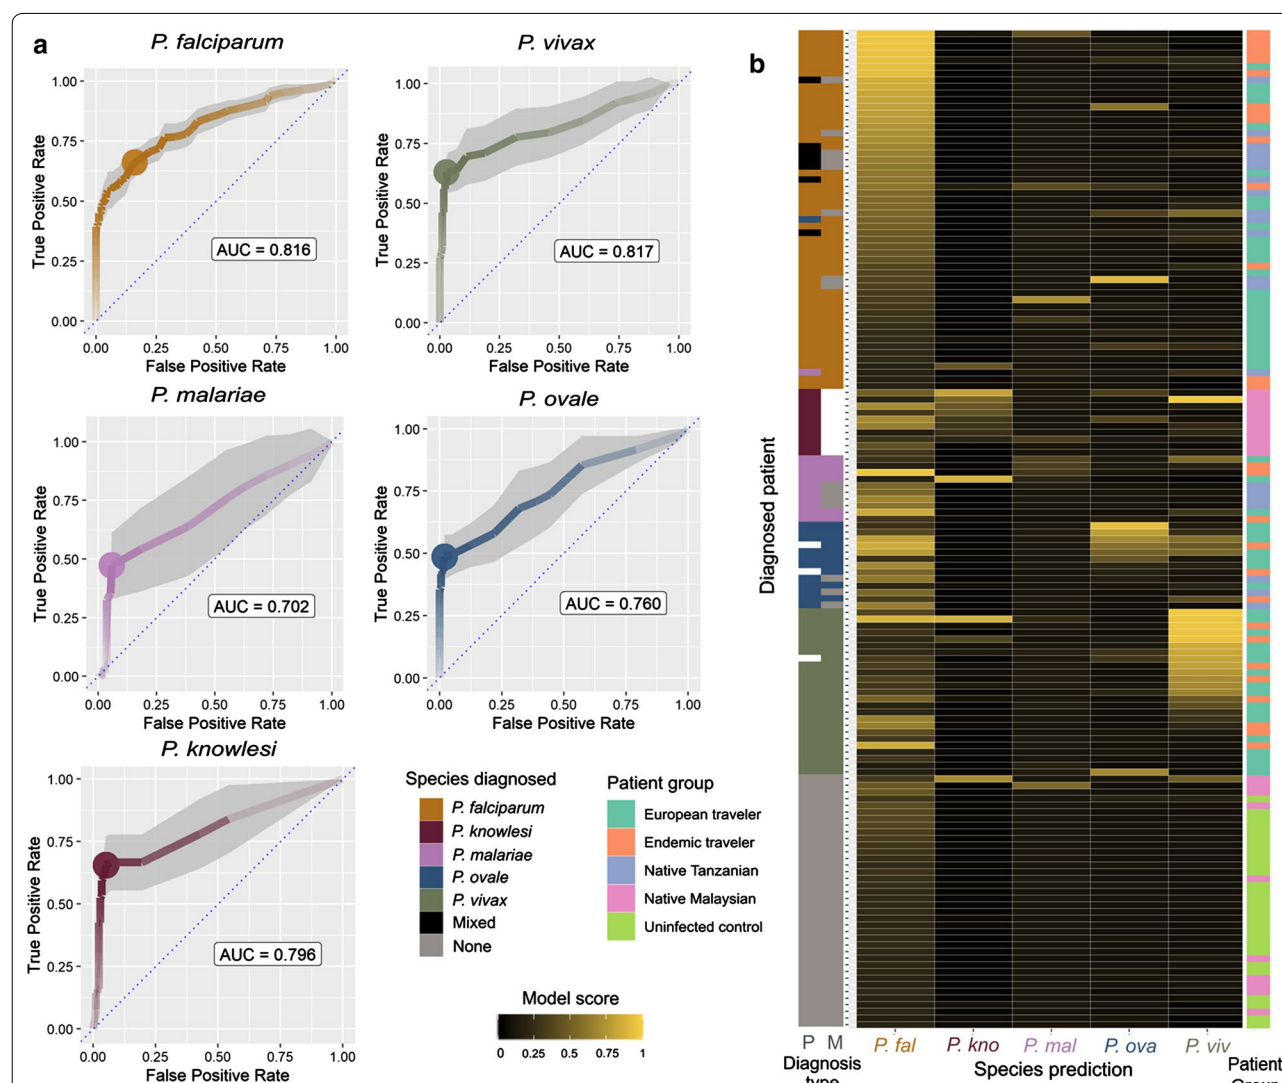 a
P. falciparum
1.00
0.75
0.50
0.25
0.00
True Positive Rate
AUC = 0.816
0.00 0.25 0.50 0.75 1.00
False Positive Rate
P. vivax
1.00
0.75
0.50
0.25
0.00
True Positive Rate
AUC = 0.817
0.00 0.25 0.50 0.75 1.00
False Positive Rate
P. malariae
1.00
0.75
0.50
0.25
0.00
True Positive Rate
AUC = 0.702
0.00 0.25 0.50 0.75 1.00
False Positive Rate
P. ovale
1.00
0.75
0.50
0.25
0.00
True Positive Rate
AUC = 0.760
0.00 0.25 0.50 0.75 1.00
False Positive Rate
P. knowlesi
1.00
0.75
0.50
0.25
0.00
True Positive Rate
AUC = 0.796
0.00 0.25 0.50 0.75 1.00
False Positive Rate
Species diagnosed
P. falciparum
P. knowlesi
P. malariae
P. ovale
P. vivax
Mixed
None
Patient group
European traveler
Endemic traveler
Native Tanzanian
Native Malaysian
Uninfected control
Model score
0 0.25 0.50 0.75 1
b
Diagnosed patient
P M
Diagnosis
type
P. fal P. kno P. mal P. ova P. viv
Species prediction
Patient
Group